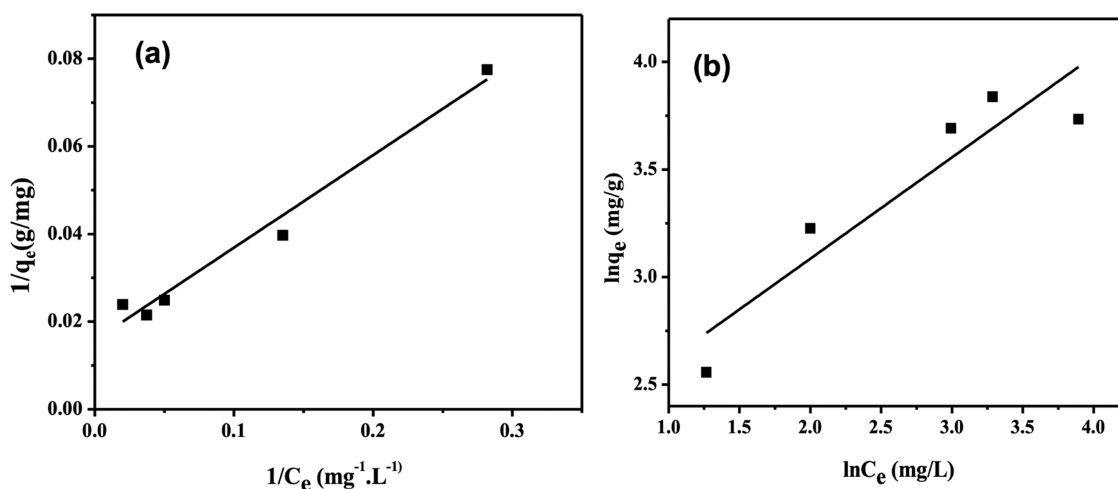 (a)
0.08
0.06
0.04
0.02
0.00
0.0 0.1 0.2 0.3
1/qe(g/mg)
1/Ce (mg-1.L-1)
(b)
4.0
3.5
3.0
2.5
1.0 1.5 2.0 2.5 3.0 3.5 4.0
lnqe (mg/g)
lnCe (mg/L)